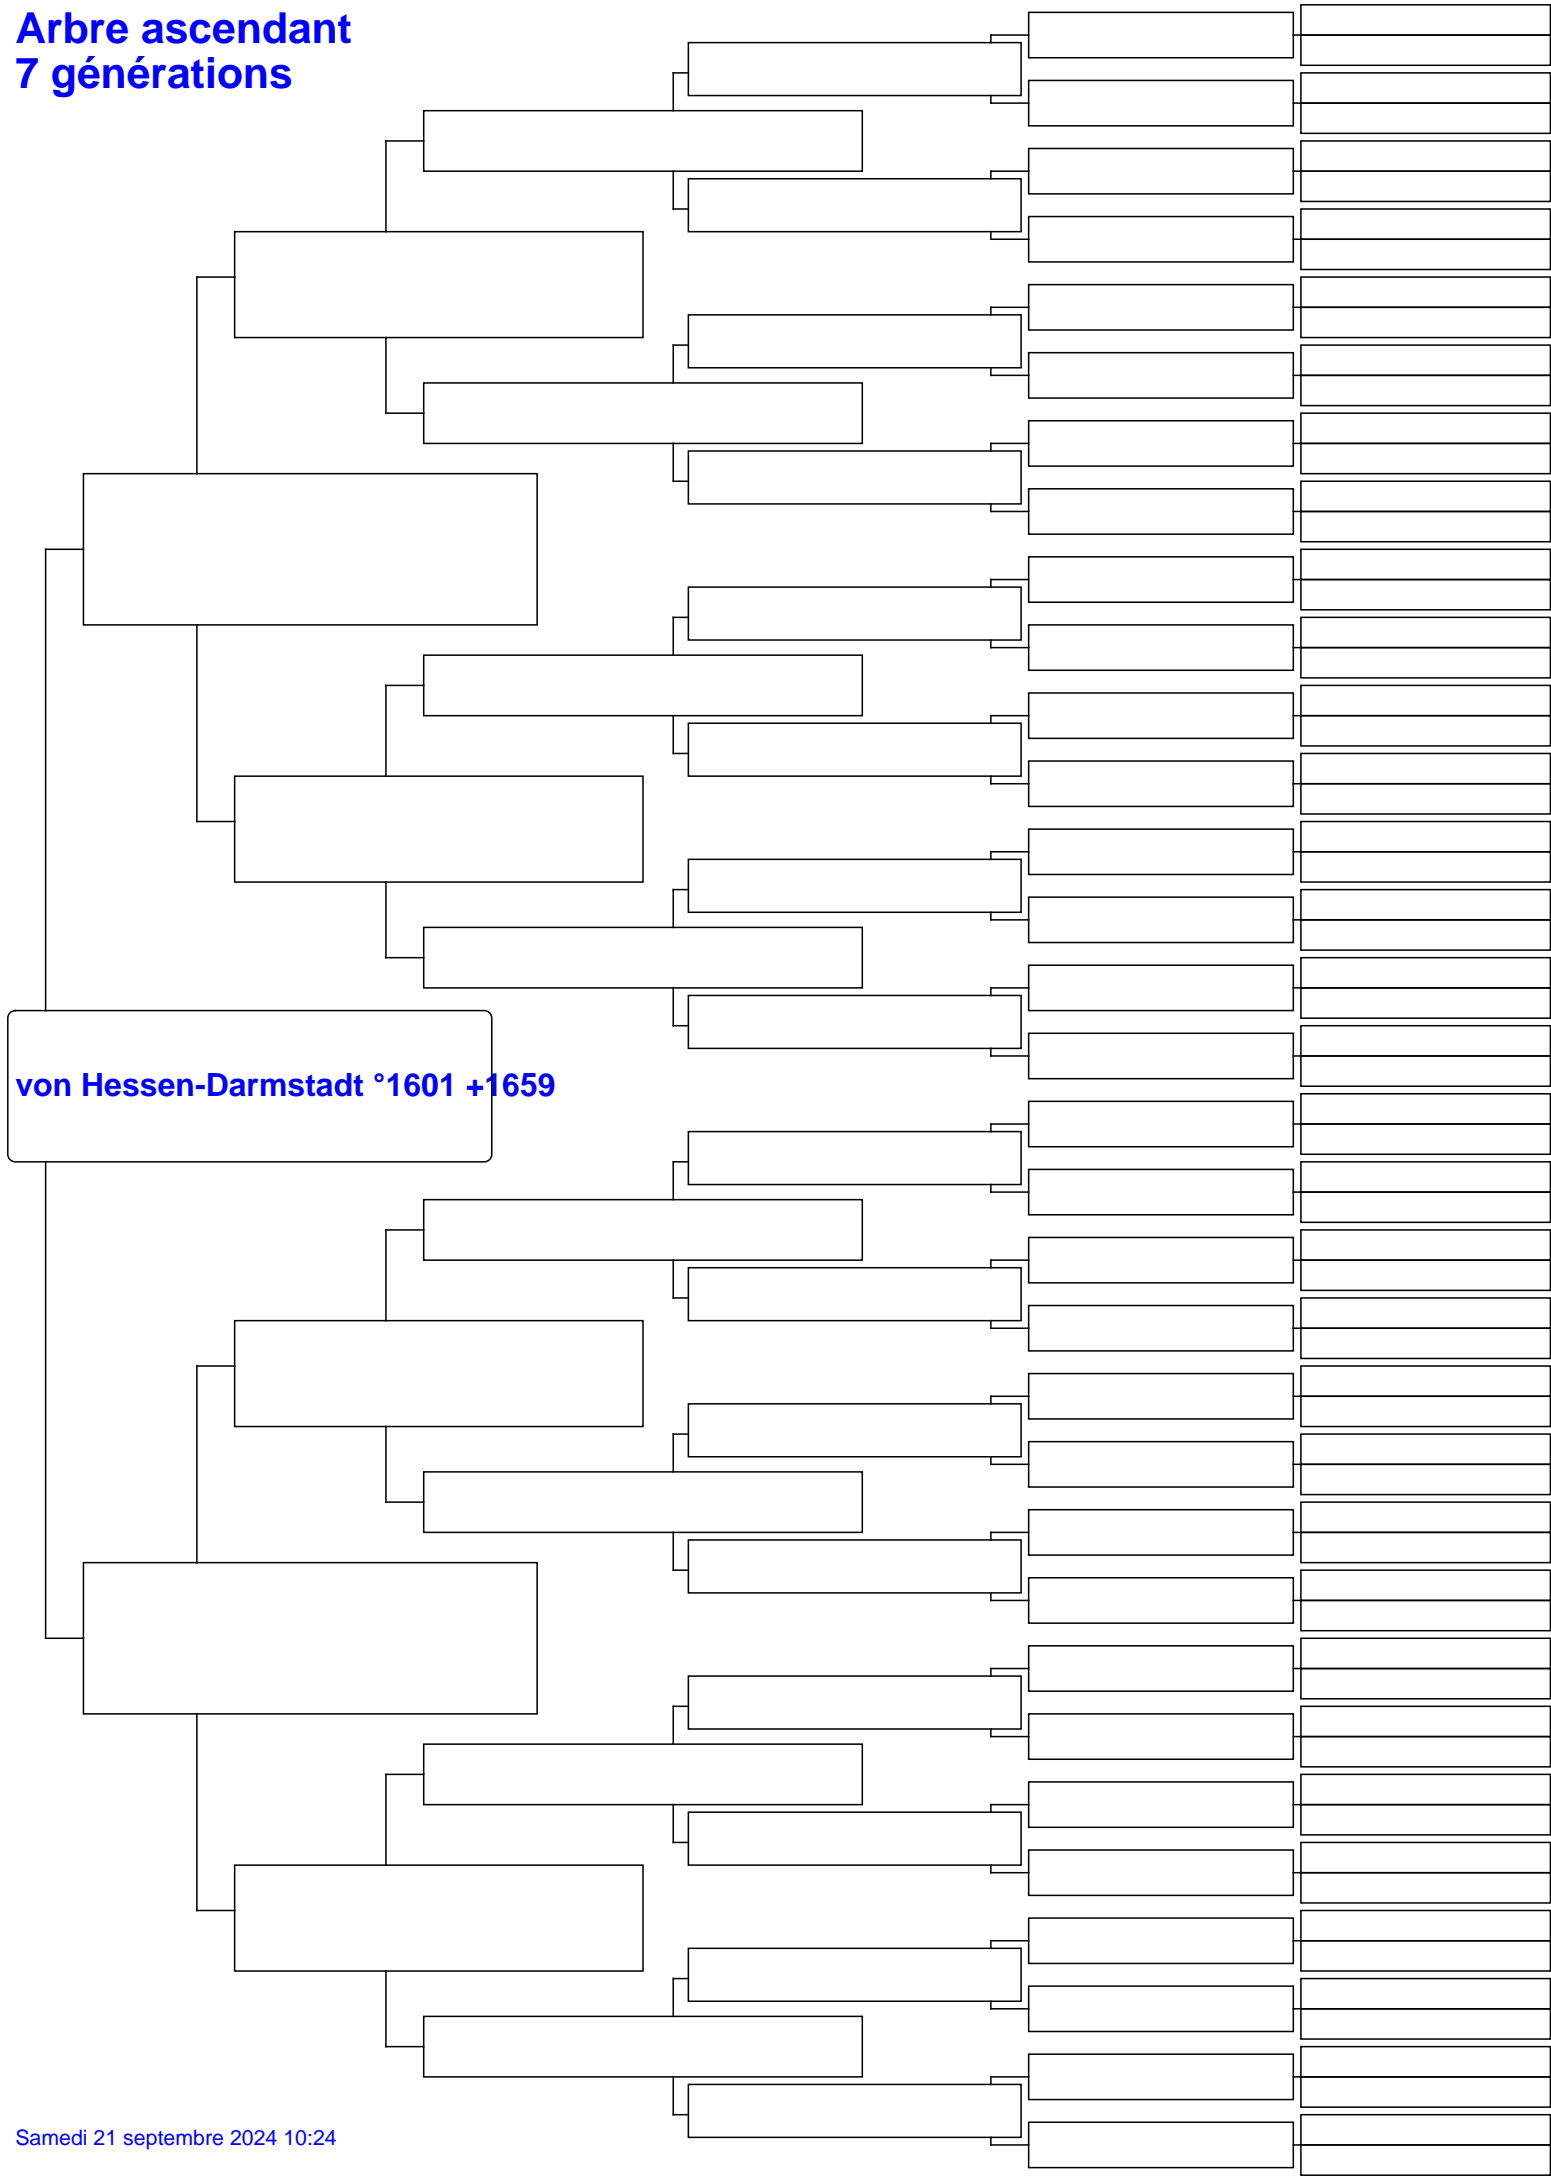 Arbre ascendant
7 générations
von Hessen-Darmstadt °1601 +1659
Samedi 21 septembre 2024 10:24